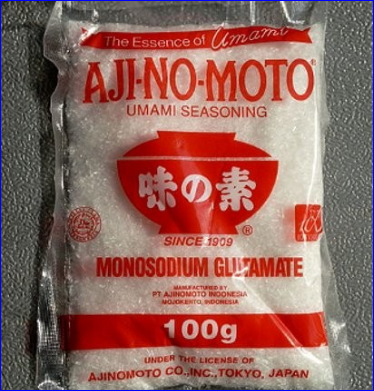 The Essence of Umami
AJI-NO-MOTO®
UMAMI SEASONING
味の素
®
SINCE 1909
MONOSODIUM GLUTAMATE
MANUFACTURED BY
PT AJINOMOTO INDONESIA
MOJOKERTO, INDONESIA
100g
UNDER THE LICENSE OF
AJINOMOTO CO., INC., TOKYO, JAPAN